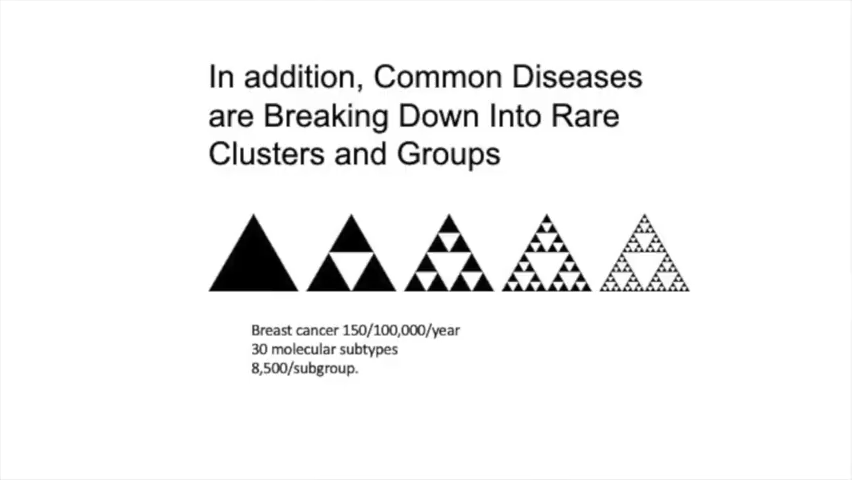 In addition, Common Diseases
are Breaking Down Into Rare
Clusters and Groups
Breast cancer 150/100,000/year
30 molecular subtypes
8,500/subgroup.